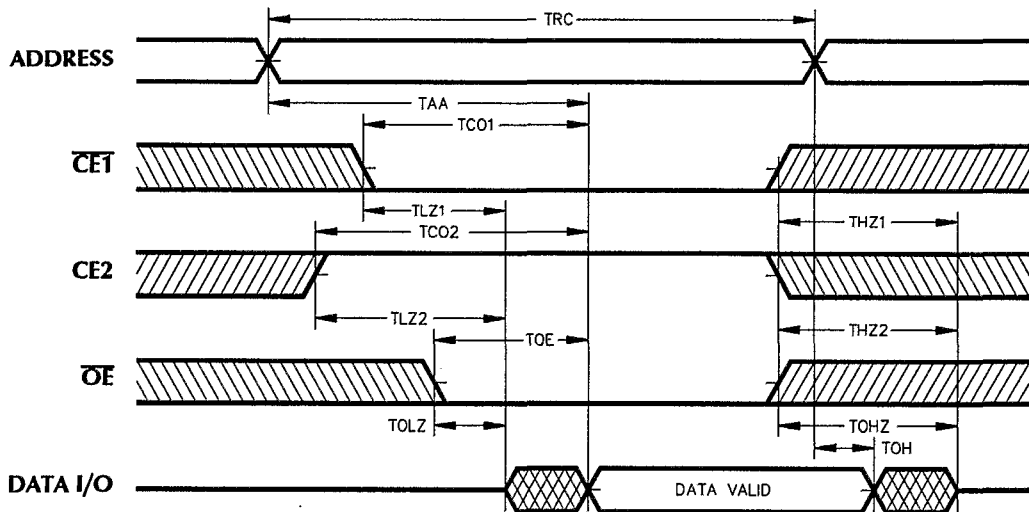 TRC
ADDRESS
TAA
TCO1
CE1
TLZ1
THZ1
TCO2
CE2
TLZ2
THZ2
TOE
OE
TOLZ
TOHZ
TOH
DATA I/O
DATA VALID